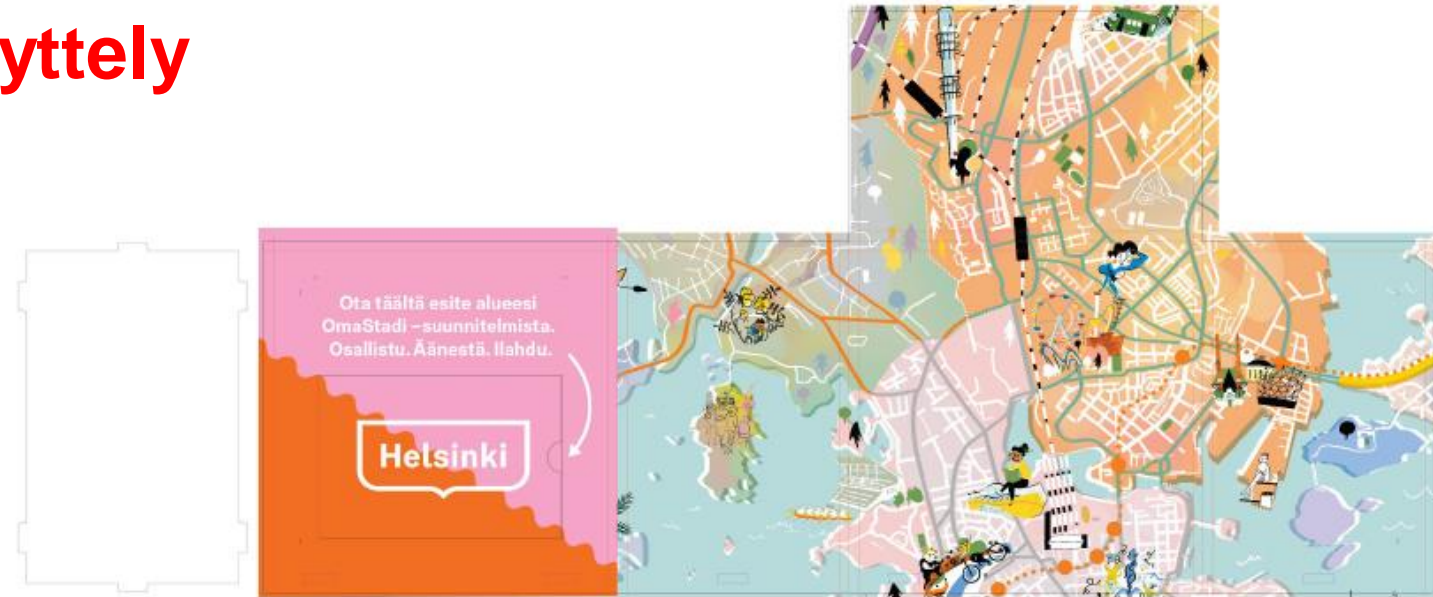 yttely
Ota täältä esite alueesi
OmaStadi –suunnitelmista.
Osallistu. Äänestä. Ilahdu.
Helsinki